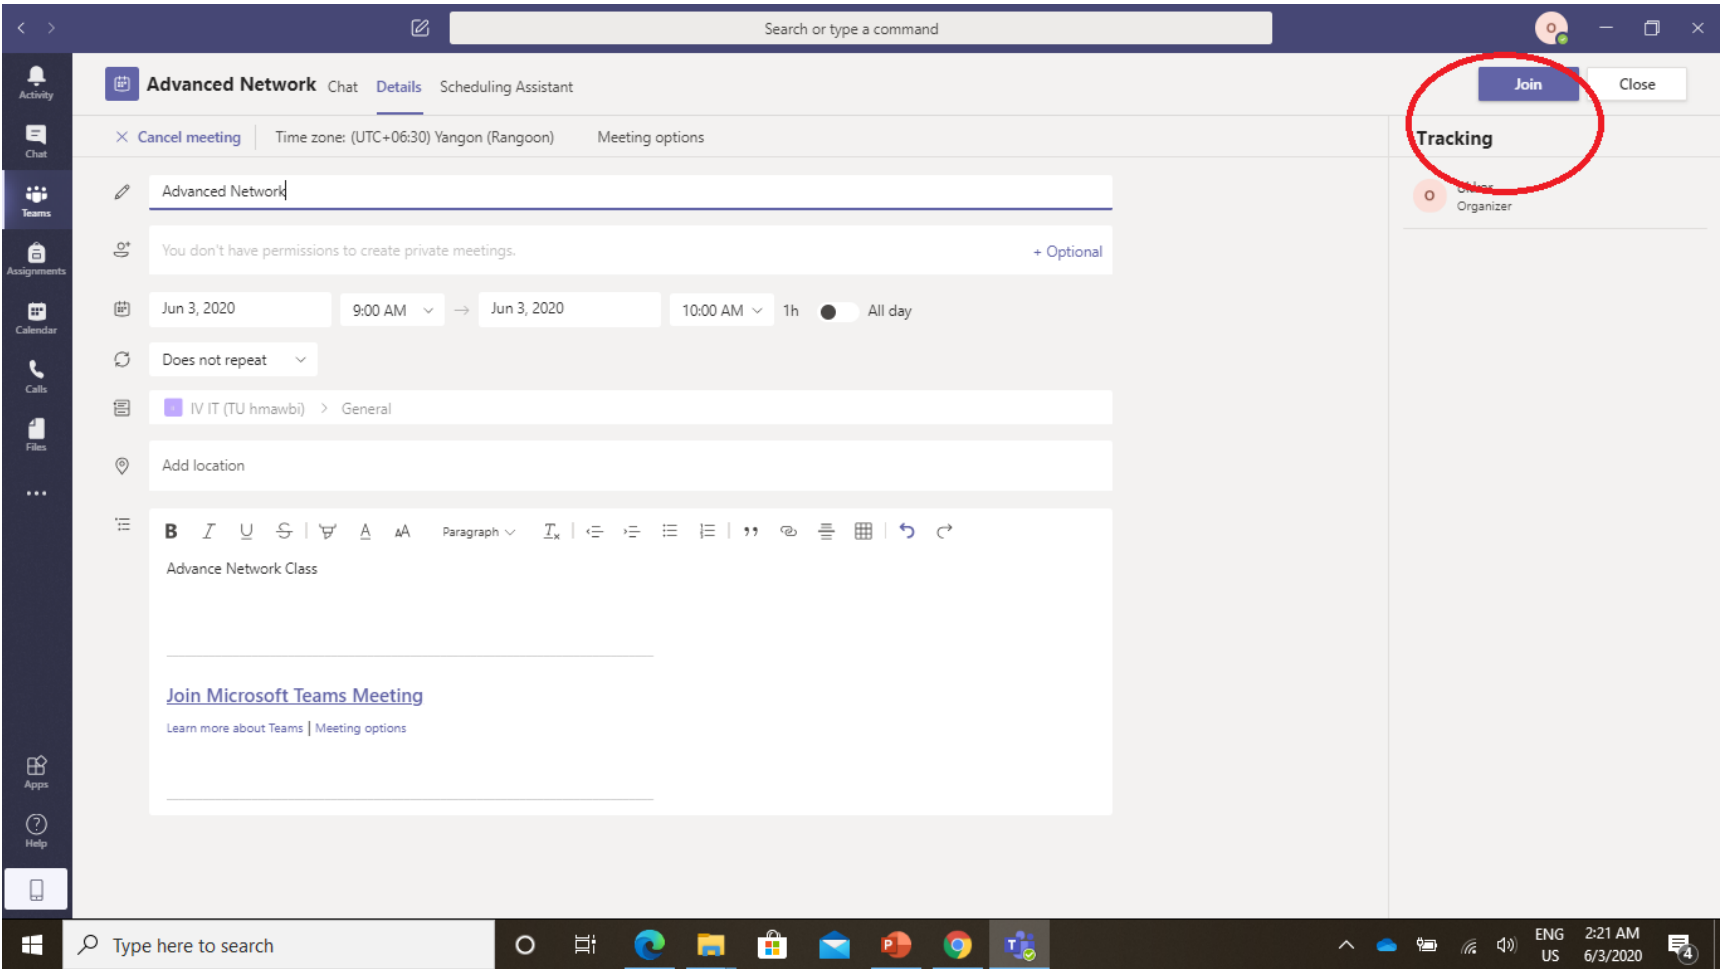 Search or type a command
O
Activity
Chat
Teams
Assignments
Calendar
Calls
Files
Apps
Help
Advanced Network Chat Details Scheduling Assistant
Join Close
Cancel meeting Time zone: (UTC+06:30) Yangon (Rangoon) Meeting options
Tracking
Advanced Network
O
Organizer
You don't have permissions to create private meetings. + Optional
Jun 3, 2020 9:00 AM → Jun 3, 2020 10:00 AM 1h All day
Does not repeat
IV IT (TU hmawbi) > General
Add location
B I U S A AA Paragraph Tx
Advance Network Class
Join Microsoft Teams Meeting
Learn more about Teams | Meeting options
Type here to search
ENG
US
2:21 AM
6/3/2020
4